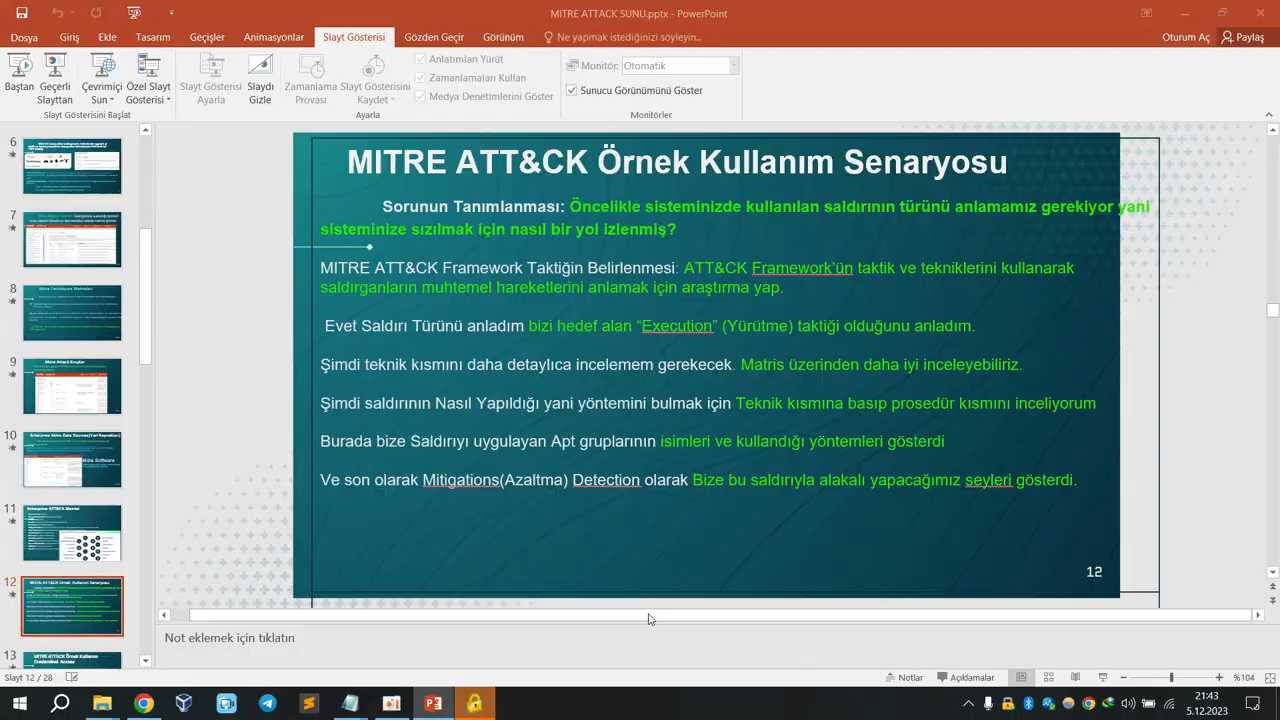 MITRE ATTACK SUNU.pptx - PowerPoint
Dosya Giriş Ekle Tasarım Geçişler Animasyonlar Slayt Gösterisi Gözden Geçir Görünüm Ne yapmak istediğinizi söyleyin... Oturum Aç Paylaş
Baştan
Geçerli Slayttan
Çevrimiçi Sun
Özel Slayt Gösterisi
Slayt Gösterisini Başlat
Slayt Gösterisi Ayarla
Slaydı Gizle
Zamanlama Provası
Slayt Gösterisini Kaydet
Anlatımları Yürüt
Zamanlamaları Kullan
Medya Denetimlerini Göster
Ayarla
Monitör: Otomatik
Sunucu Görünümünü Göster
Monitörler
6
7
9
12
13
MITRE ATT&CK Örnek Kullanım Senaryosu
Sorunun Tanımlanması: Öncelikle sisteminizde kullanılan saldırının türünü anlamamız gerekiyor yani
sisteminize sızılmak için nasıl bir yol izlenmiş?
MITRE ATT&CK Framework Taktiğin Belirlenmesi: ATT&CK Framework'ün taktik ve tekniklerini kullanarak
saldırganların muhtemel hareketlerini anlamak için araştırma yap.
Evet Saldırı Türünü buldum bizi hedef alan “Execution” (Yürütme) taktiği olduğunu anladım.
Şimdi teknik kısmını daha detaylıca incelemem gerekecek. Matris üzerinden daha iyi inceleyebiliriz.
Şimdi saldırının Nasıl Yapıldığı yani yöntemini bulmak için Teknik kısmına basıp prosedür kısmını inceliyorum
Burada bize Saldırıyı uygulayan Apt gruplarının isimleri ve kullandığı yöntemleri gösterdi
Ve son olarak Mitigations(Azaltma) Detection olarak Bize bu saldırıyla alakalı yapacağımız seyleri gösterdi.
12
Not eklemek için tıklatın
Slayt 12 / 28 Notlar Açıklamalar %104
21:43
5.12.2023